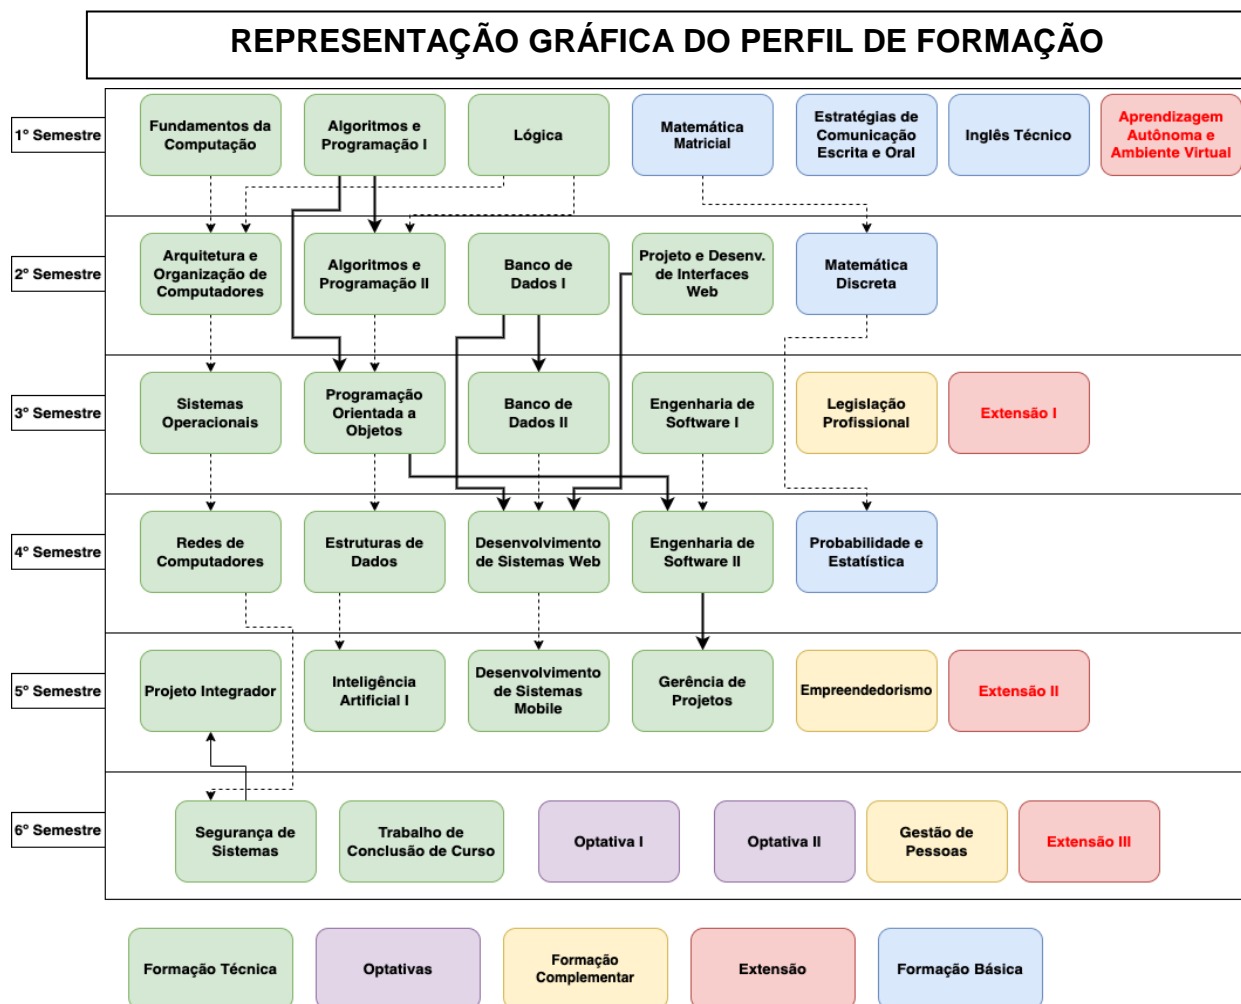 REPRESENTAÇÃO GRÁFICA DO PERFIL DE FORMAÇÃO
1º Semestre
Fundamentos da
Computação
Algoritmos e
Programação I
Lógica
Matemática
Matricial
Estratégias de
Comunicação
Escrita e Oral
Inglês Técnico
Aprendizagem
Autônoma e
Ambiente Virtual
2º Semestre
Arquitetura e
Organização de
Computadores
Algoritmos e
Programação II
Banco de
Dados I
Projeto e Desenv.
de Interfaces
Web
Matemática
Discreta
3º Semestre
Sistemas
Operacionais
Programação
Orientada a
Objetos
Banco de
Dados II
Engenharia de
Software I
Legislação
Profissional
Extensão I
4º Semestre
Redes de
Computadores
Estruturas de
Dados
Desenvolvimento
de Sistemas Web
Engenharia de
Software II
Probabilidade e
Estatística
5º Semestre
Projeto Integrador
Inteligência
Artificial I
Desenvolvimento
de Sistemas
Mobile
Gerência de
Projetos
Empreendedorismo
Extensão II
6º Semestre
Segurança de
Sistemas
Trabalho de
Conclusão de Curso
Optativa I
Optativa II
Gestão de
Pessoas
Extensão III
Formação Técnica
Optativas
Formação
Complementar
Extensão
Formação Básica